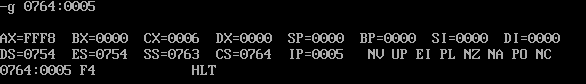 -g 0764:0005
AX=FFF8 BX=0000 CX=0006 DX=0000 SP=0000 BP=0000 SI=0000 DI=0000
DS=0754 ES=0754 SS=0763 CS=0764 IP=0005 NV UP EI PL NZ NA PO NC
0764:0005 F4 HLT